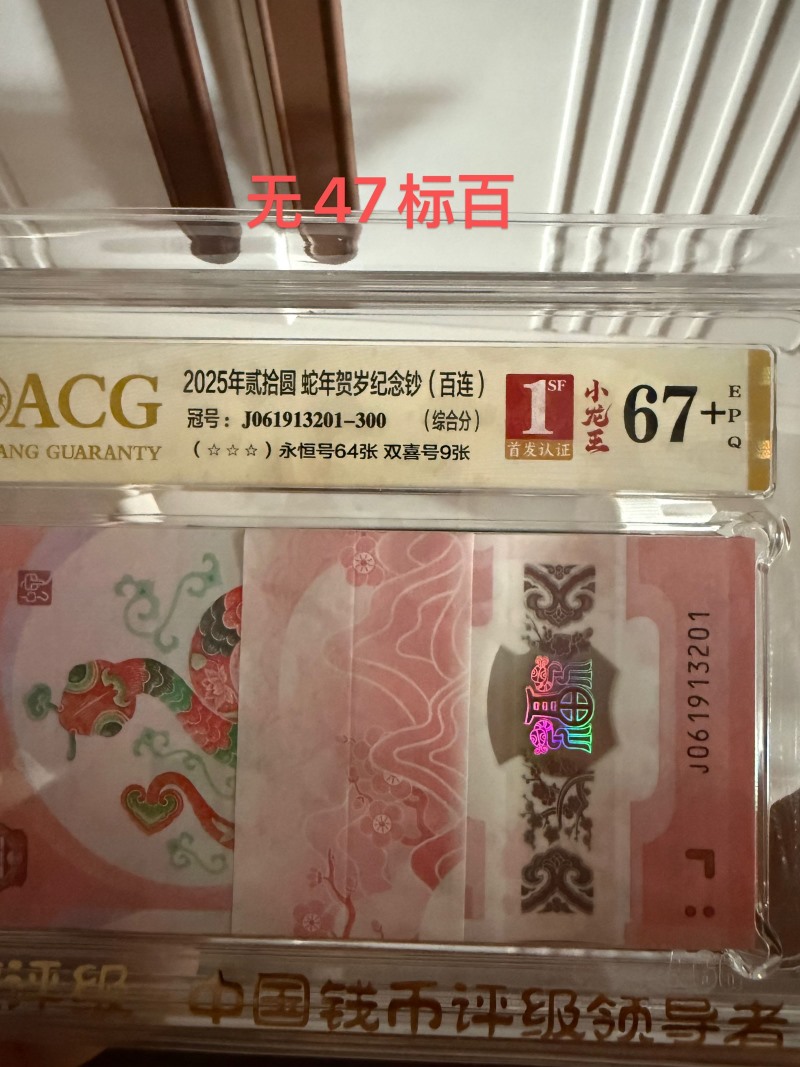 无47标百
ACG
ANG GUARANTY
2025年贰拾圆 蛇年贺岁纪念钞(百连)
冠号: J061913201-300 (综合分)
(☆☆☆)永恒号64张 双喜号9张
1 SF
首发认证
小龙王
67+
EPQ
J061913201
评级 中国钱币评级领导者